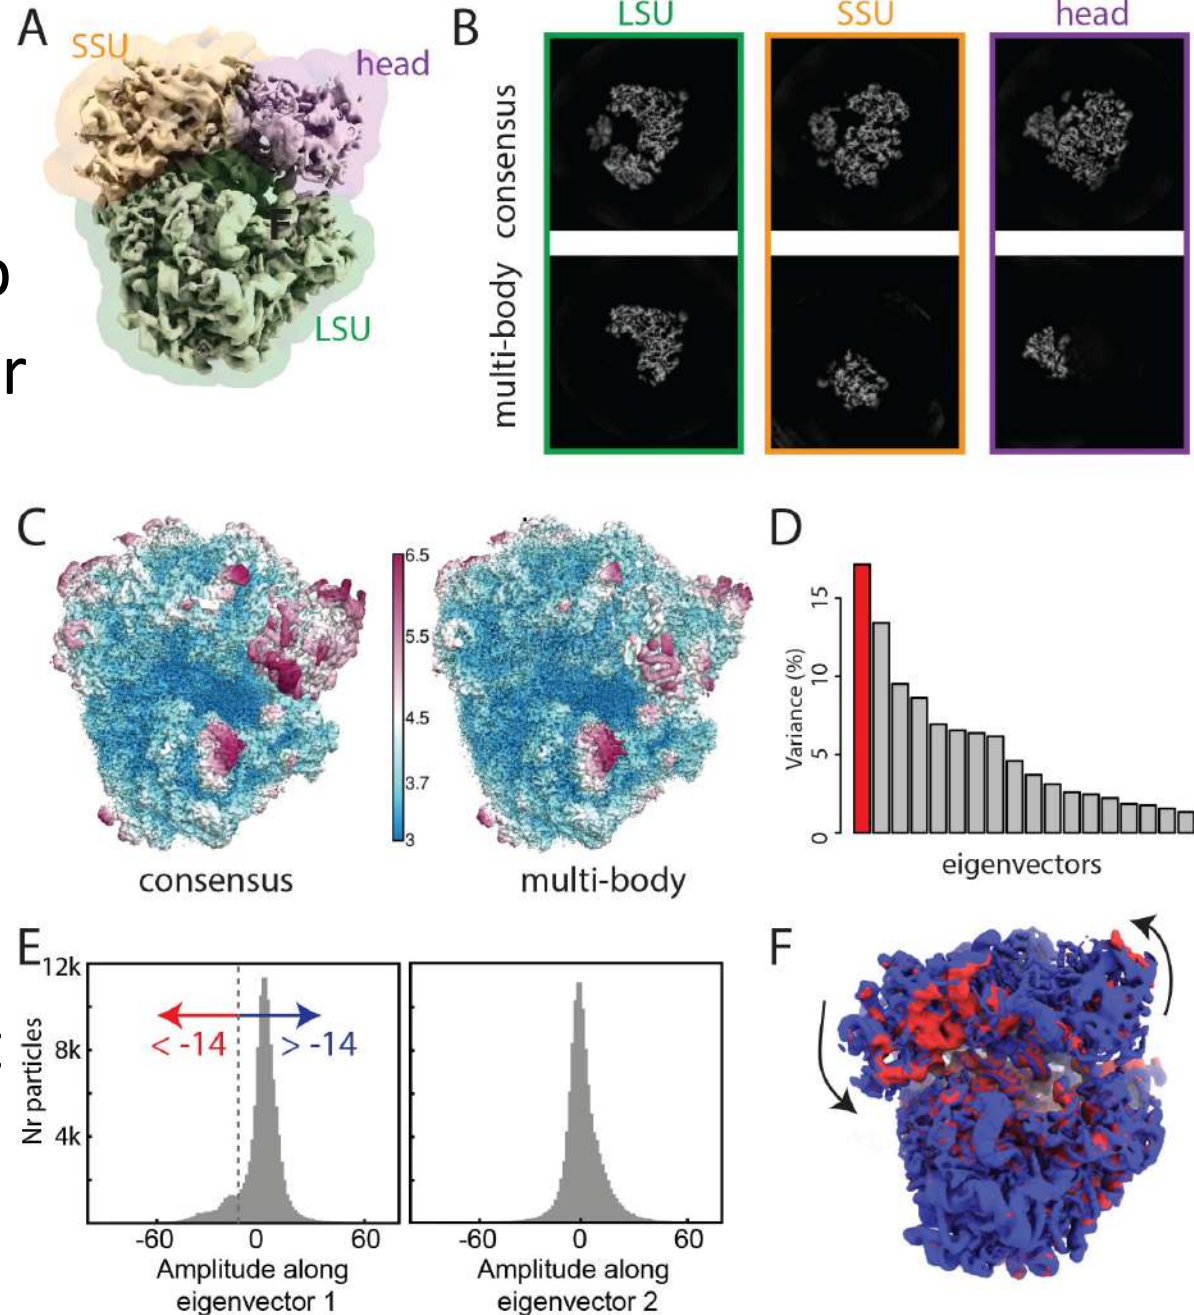 A
SSU
head
E
LSU
B
LSU
SSU
head
consensus
multi-body
o
r
C
6.5
5.5
4.5
3.7
3
consensus
multi-body
D
Variance (%)
15
10
5
0
eigenvectors
E
12k
8k
4k
Nr particles
< -14
> -14
-60 0 60
Amplitude along
eigenvector 1
-60 0 60
Amplitude along
eigenvector 2
F